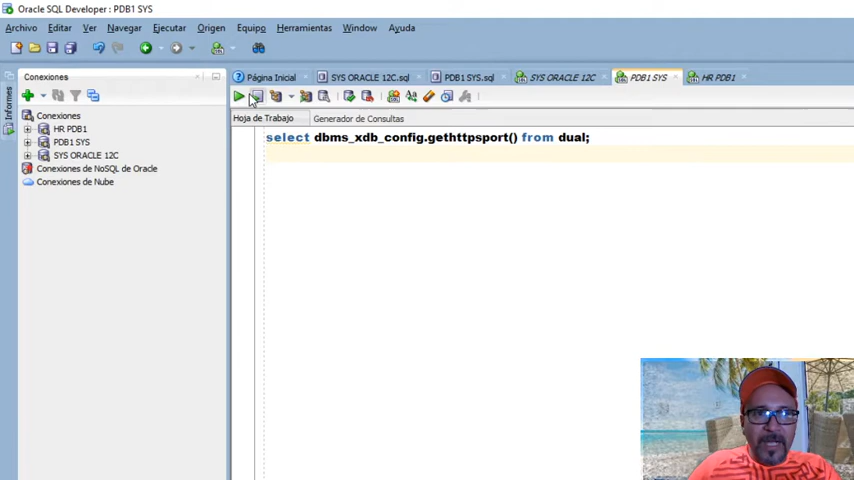 Oracle SQL Developer : PDB1 SYS
Archivo Editar Ver Navegar Ejecutar Origen Equipo Herramientas Window Ayuda
Conexiones
Página Inicial SYS ORACLE 12C.sql PDB1 SYS.sql SYS ORACLE 12C PDB1 SYS HR PDB1
Informes
Conexiones
HR PDB1
PDB1 SYS
SYS ORACLE 12C
Conexiones de NoSQL de Oracle
Conexiones de Nube
Hoja de Trabajo Generador de Consultas
select dbms_xdb_config.gethttpsport() from dual;